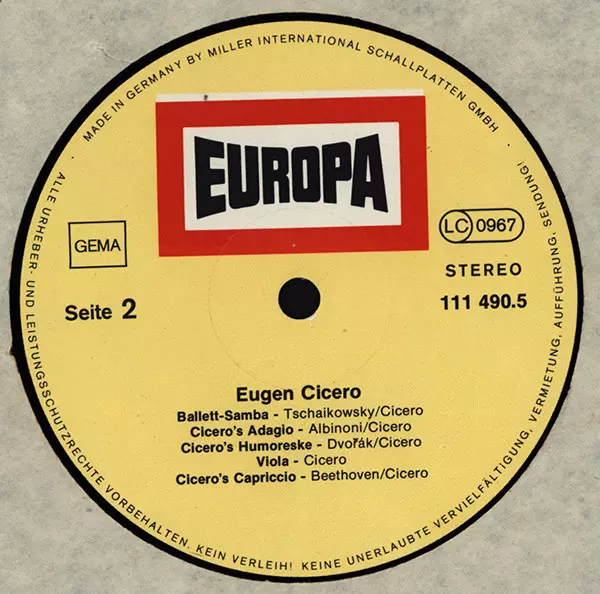 MADE IN GERMANY BY MILLER INTERNATIONAL SCHALLPLATTEN GMBH
EUROPA
GEMA
LC 0967
STEREO
Seite 2
111 490.5
Eugen Cicero
Ballett-Samba - Tschaikowsky/Cicero
Cicero's Adagio - Albinoni/Cicero
Cicero's Humoreske - Dvořák/Cicero
Viola - Cicero
Cicero's Capriccio - Beethoven/Cicero
ALLE URHEBER- UND LEISTUNGSSCHUTZRECHTE VORBEHALTEN. KEIN VERLEIH! KEINE UNERLAUBTE VERVIELFÄLTIGUNG, VERMIETUNG, AUFFÜHRUNG, SENDUNG!